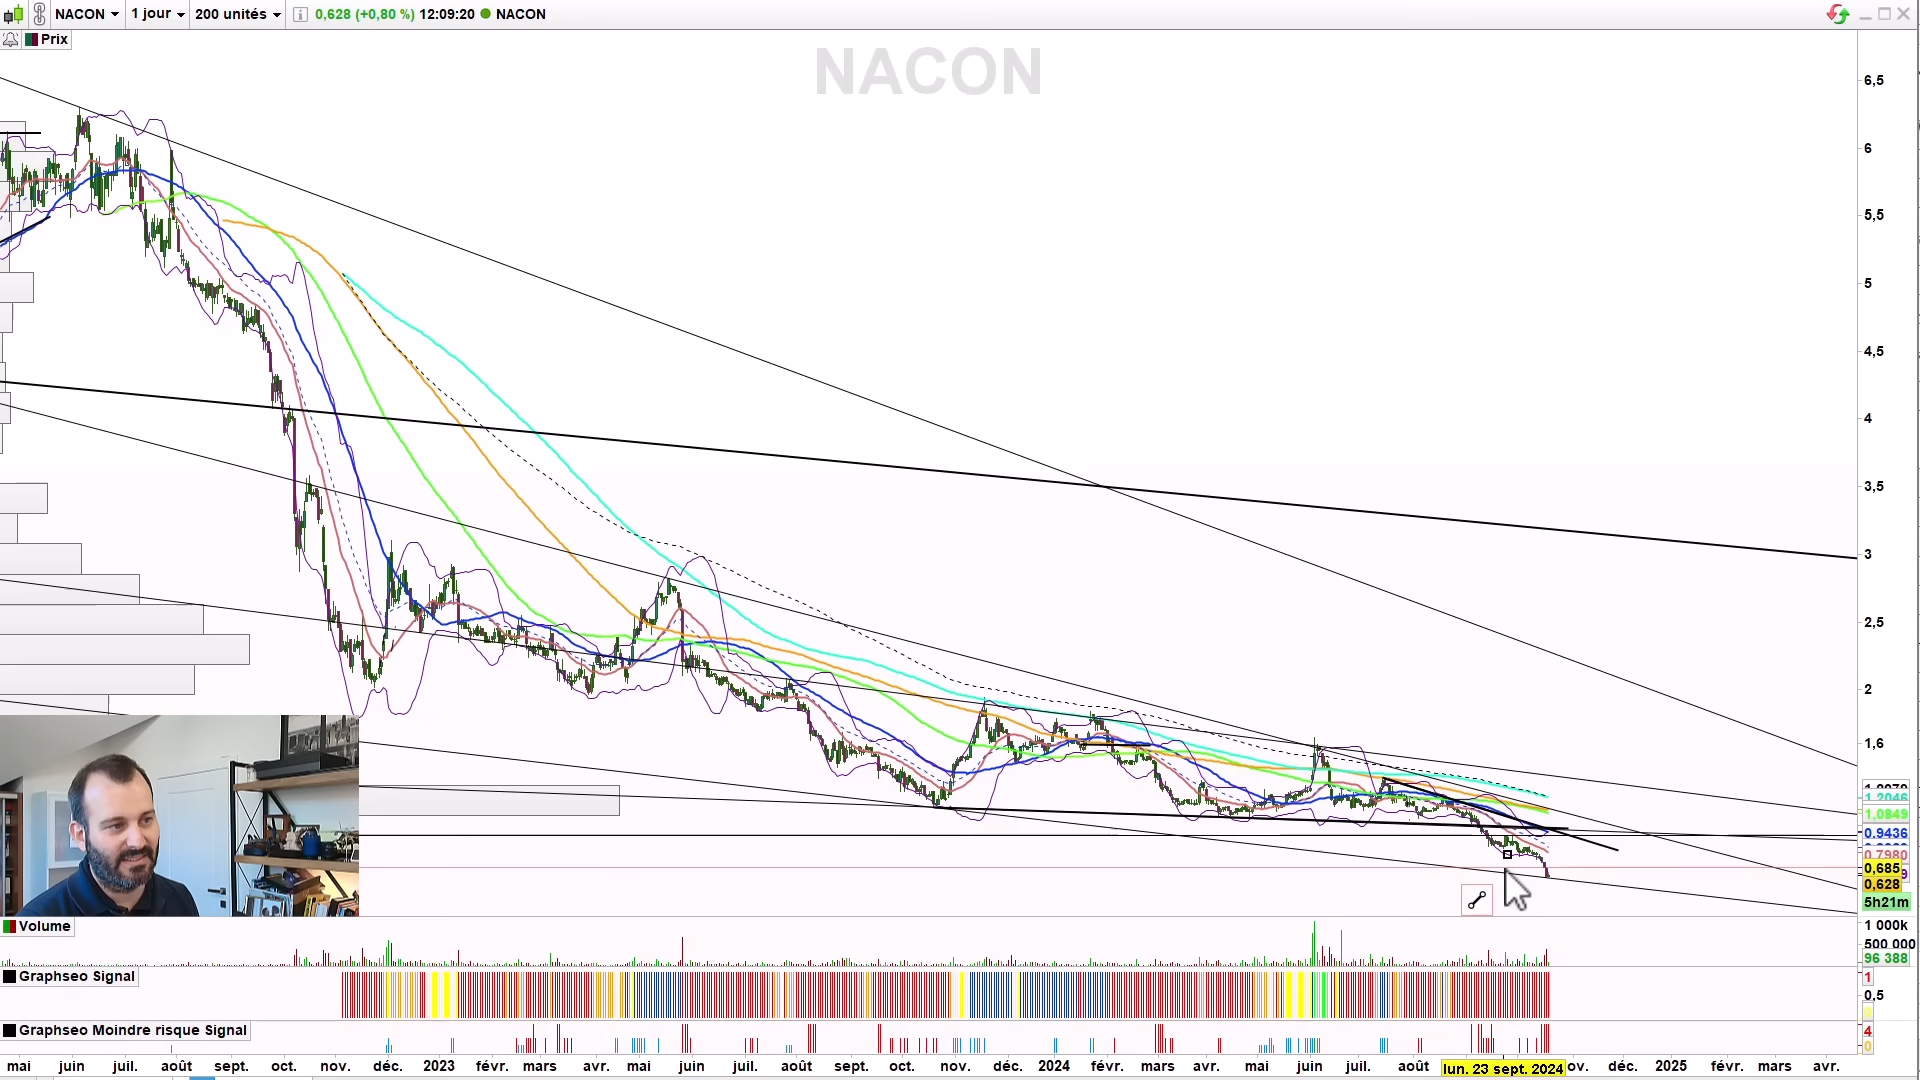 NACON 1 jour 200 unités 0,628 (+0,80 %) 12:09:20 NACON
Prix
NACON
6,5
6
5,5
5
4,5
4
3,5
3
2,5
2
1,6
1.2046
1.0849
0.9436
0.7980
0,685
0,628
5h21m
Volume
1 000k
500 000
96 388
Graphseo Signal
1
0,5
Graphseo Moindre risque Signal
4
0
mai juin juil. août sept. oct. nov. déc. 2023 févr. mars avr. mai juin juil. août sept. oct. nov. déc. 2024 févr. mars avr. mai juin juil. août lun. 23 sept. 2024 ov. déc. 2025 févr. mars avr.